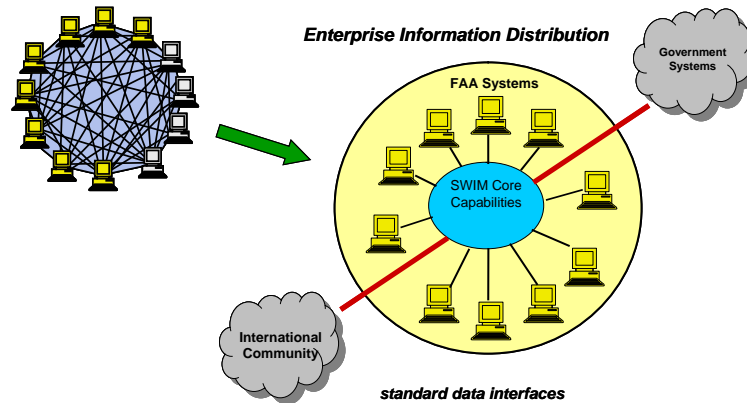 Enterprise Information Distribution
Government
Systems
FAA Systems
SWIM Core
Capabilities
International
Community
standard data interfaces